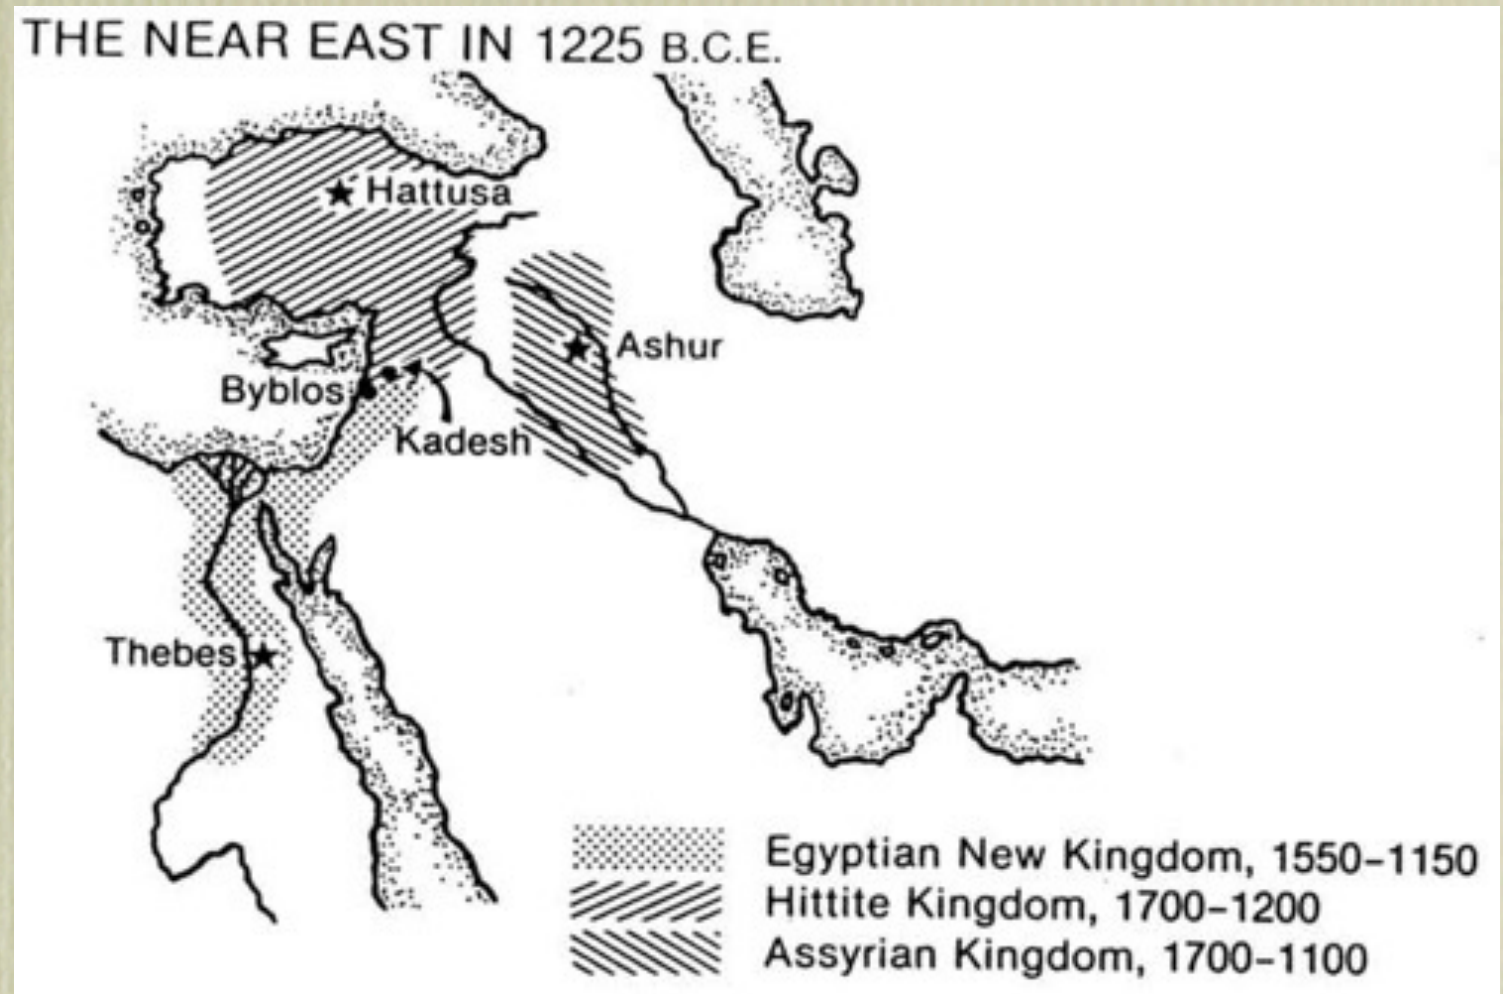 THE NEAR EAST IN 1225 B.C.E.
Hattusa
Ashur
Byblos
Kadesh
Thebes
Egyptian New Kingdom, 1550-1150
Hittite Kingdom, 1700-1200
Assyrian Kingdom, 1700-1100